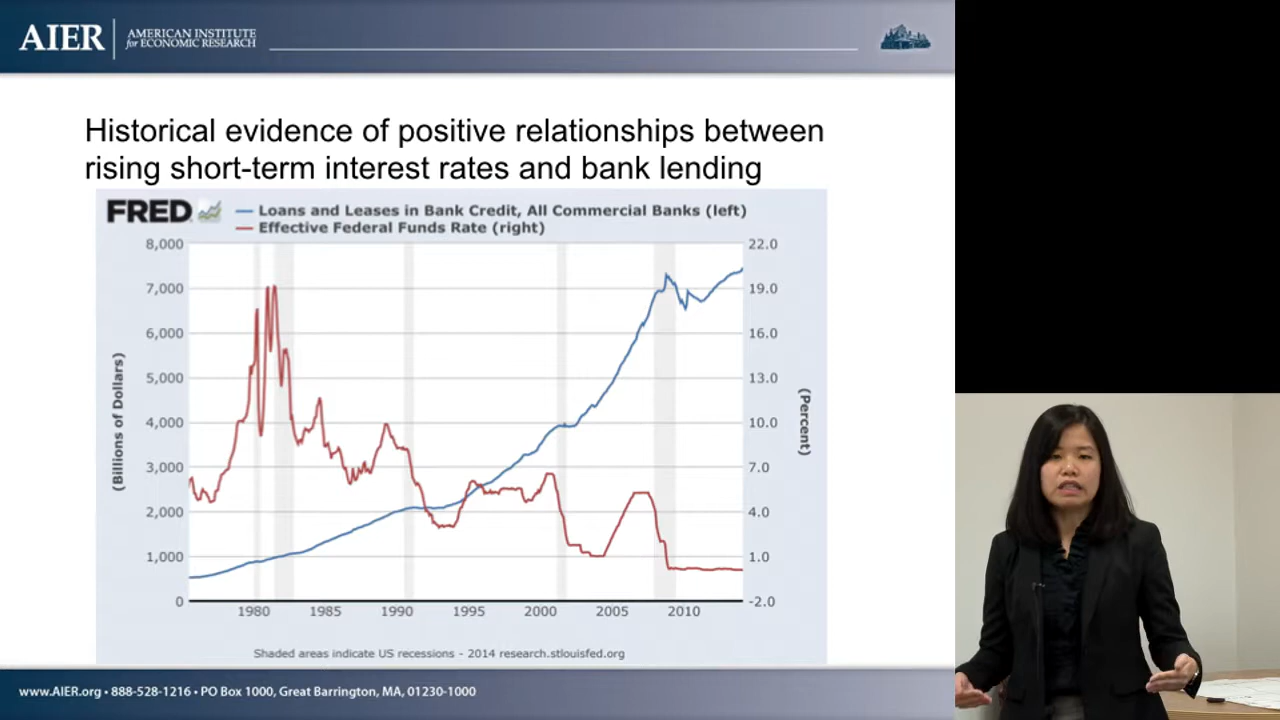 AIER
AMERICAN INSTITUTE
for ECONOMIC RESEARCH
Historical evidence of positive relationships between
rising short-term interest rates and bank lending
FRED
Loans and Leases in Bank Credit, All Commercial Banks (left)
Effective Federal Funds Rate (right)
8,000
7,000
6,000
5,000
4,000
3,000
2,000
1,000
0
(Billions of Dollars)
22.0
19.0
16.0
13.0
10.0
7.0
4.0
1.0
-2.0
(Percent)
1980 1985 1990 1995 2000 2005 2010
Shaded areas indicate US recessions - 2014 research.stlouisfed.org
www.AIER.org • 888-528-1216 • PO Box 1000, Great Barrington, MA, 01230-1000